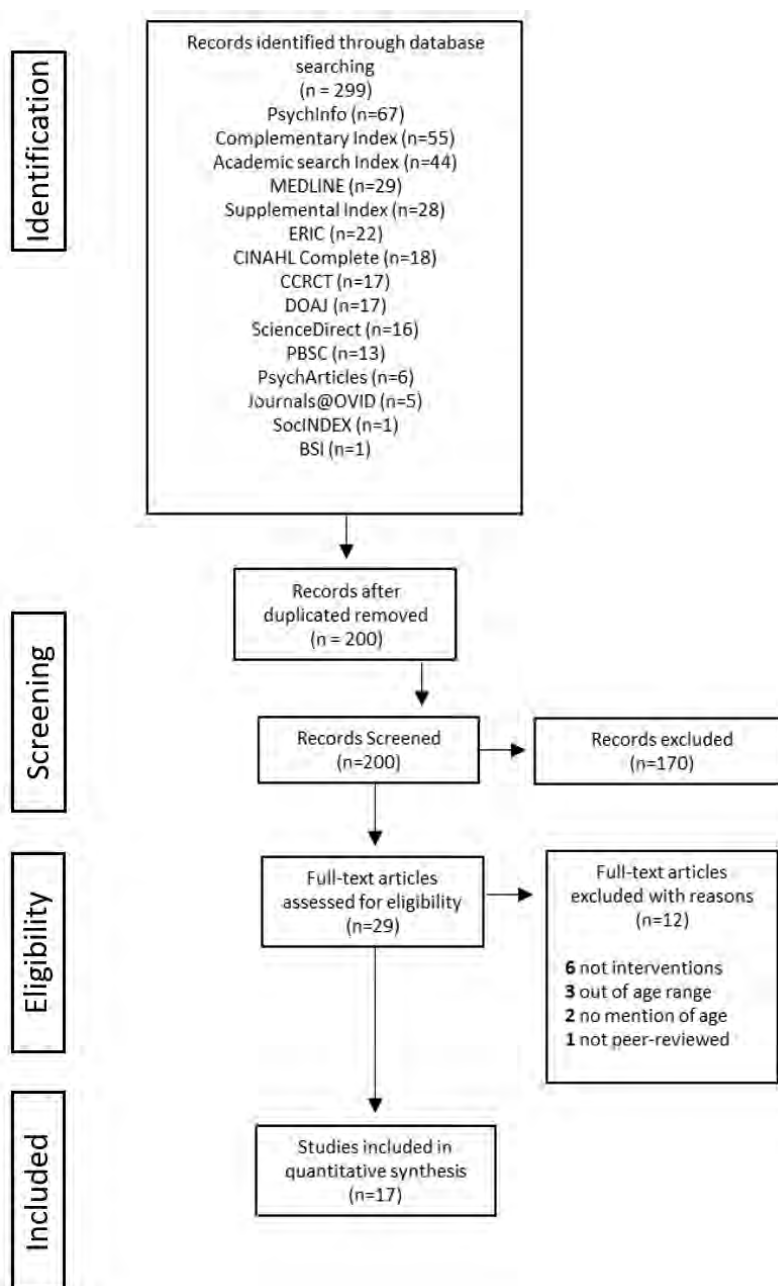 Identification
Records identified through database
searching
(n = 299)
PsychInfo (n=67)
Complementary Index (n=55)
Academic search Index (n=44)
MEDLINE (n=29)
Supplemental Index (n=28)
ERIC (n=22)
CINAHL Complete (n=18)
CCRCT (n=17)
DOAJ (n=17)
ScienceDirect (n=16)
PBSC (n=13)
PsychArticles (n=6)
Journals@OVID (n=5)
SocINDEX (n=1)
BSI (n=1)
Screening
Records after
duplicated removed
(n = 200)
Records Screened
(n=200)
Records excluded
(n=170)
Eligibility
Full-text articles
assessed for eligibility
(n=29)
Full-text articles
excluded with reasons
(n=12)
6 not interventions
3 out of age range
2 no mention of age
1 not peer-reviewed
Included
Studies included in
quantitative synthesis
(n=17)